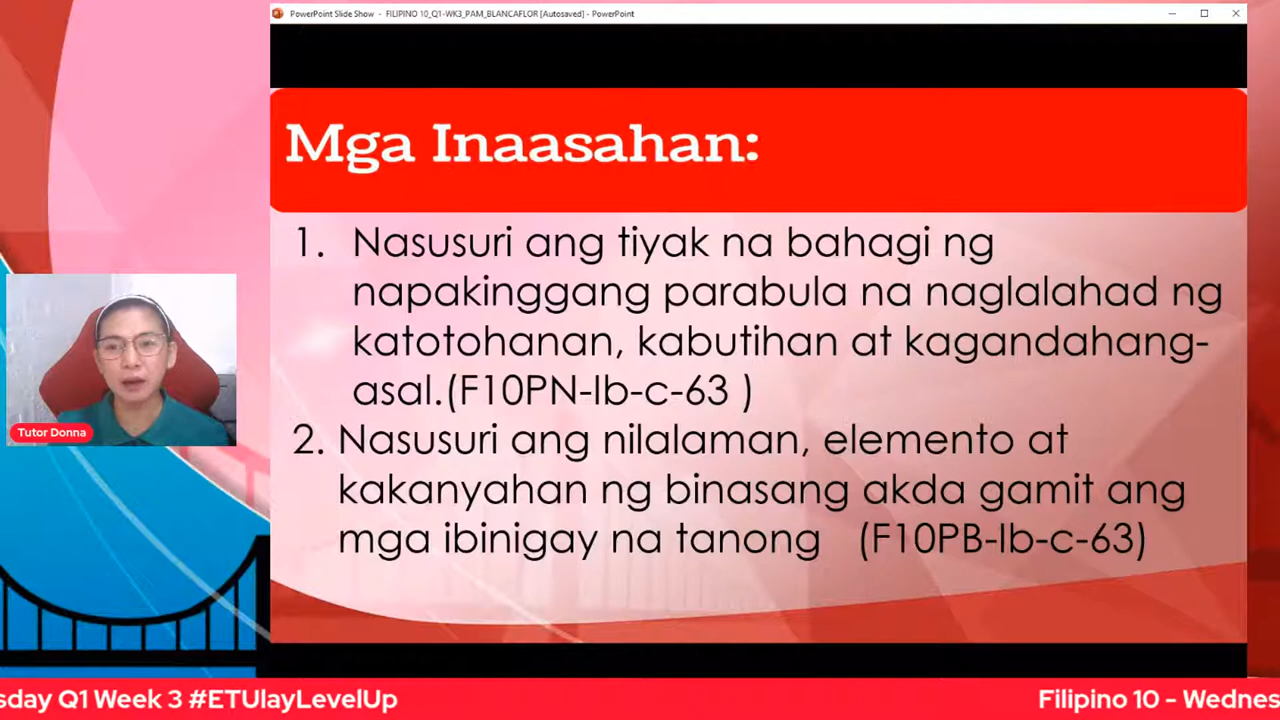 PowerPoint Slide Show - FILIPINO 10_Q1-WK3_PAM_BLANCAFLOR [Autosaved] - PowerPoint
Mga Inaasahan:
1. Nasusuri ang tiyak na bahagi ng
napakinggang parabula na naglalahad ng
katotohanan, kabutihan at kagandahang-
asal.(F10PN-Ib-c-63 )
2. Nasusuri ang nilalaman, elemento at
kakanyahan ng binasang akda gamit ang
mga ibinigay na tanong (F10PB-Ib-c-63)
Tutor Donna
sday Q1 Week 3 #ETUlayLevelUp
Filipino 10 - Wednes